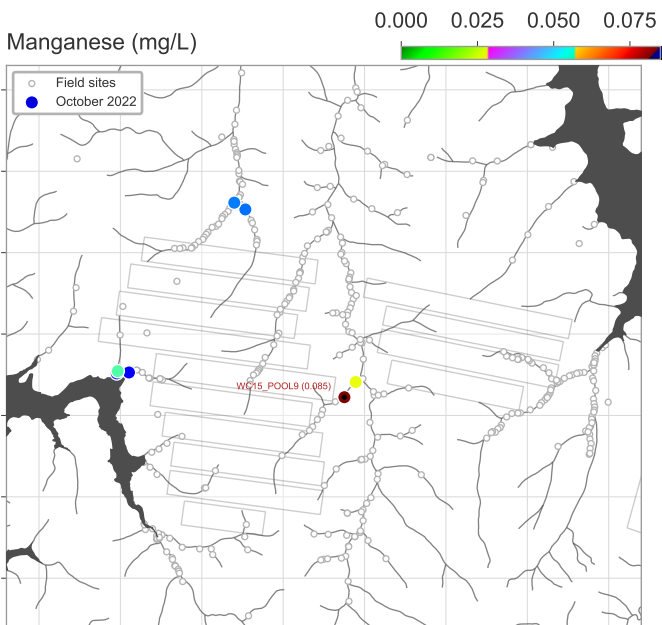 0.000 0.025 0.050 0.075
Manganese (mg/L)
Field sites
October 2022
WC15_POOL9 (0.085)